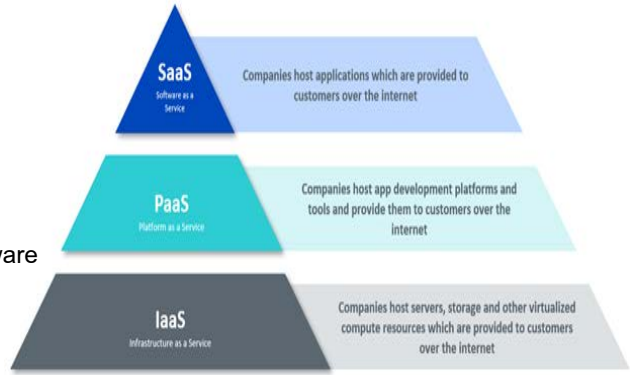 SaaS
Software as a
Service
Companies host applications which are provided to
customers over the internet
PaaS
Platform as a Service
Companies host app development platforms and
tools and provide them to customers over the
internet
IaaS
Infrastructure as a Service
Companies host servers, storage and other virtualized
compute resources which are provided to customers
over the internet